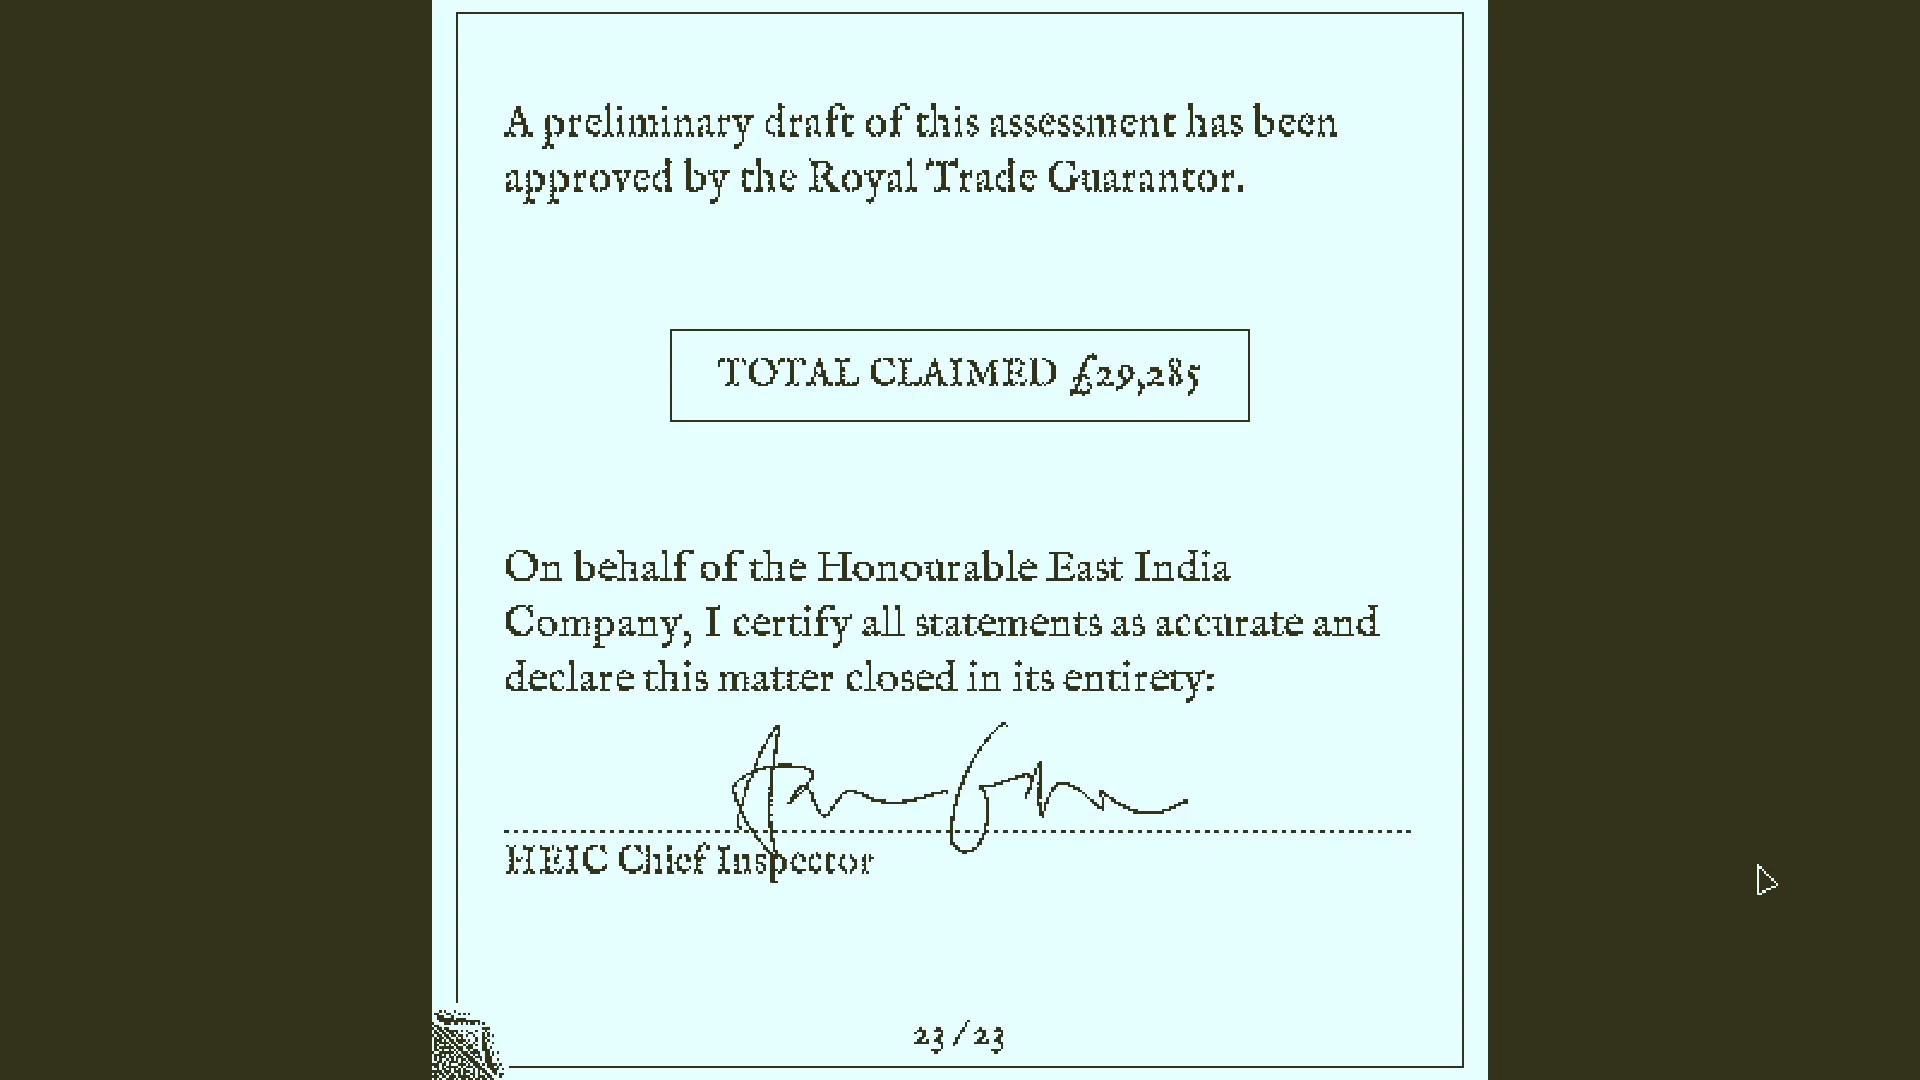 A preliminary draft of this assessment has been
approved by the Royal Trade Guarantor.
TOTAL CLAIMED £29,285
On behalf of the Honourable East India
Company, I certify all statements as accurate and
declare this matter closed in its entirety:
HEIC Chief Inspector
23/23